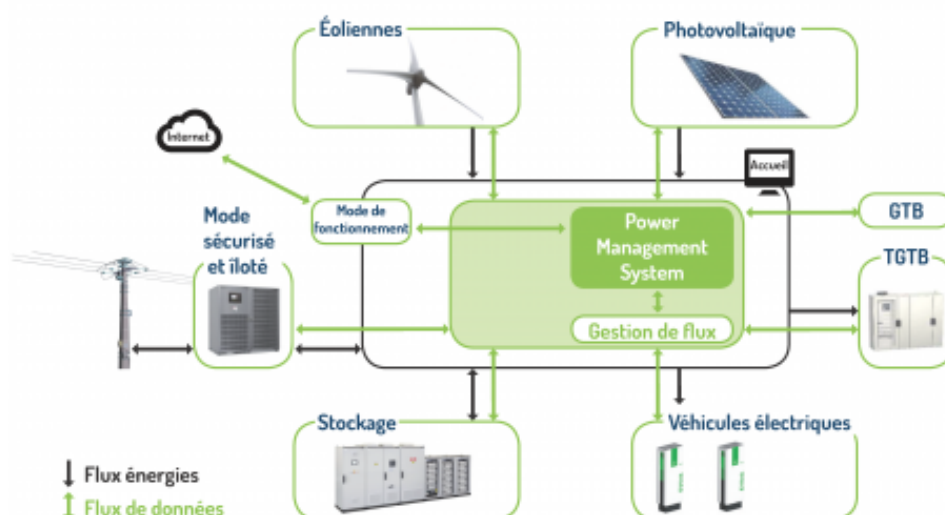 Éoliennes
Photovoltaïque
Internet
Accueil
Mode de
fonctionnement
Power
Management
System
GTB
Mode
sécurisé
et îloté
TGTB
Gestion de flux
Stockage
Véhicules électriques
Flux énergies
Flux de données